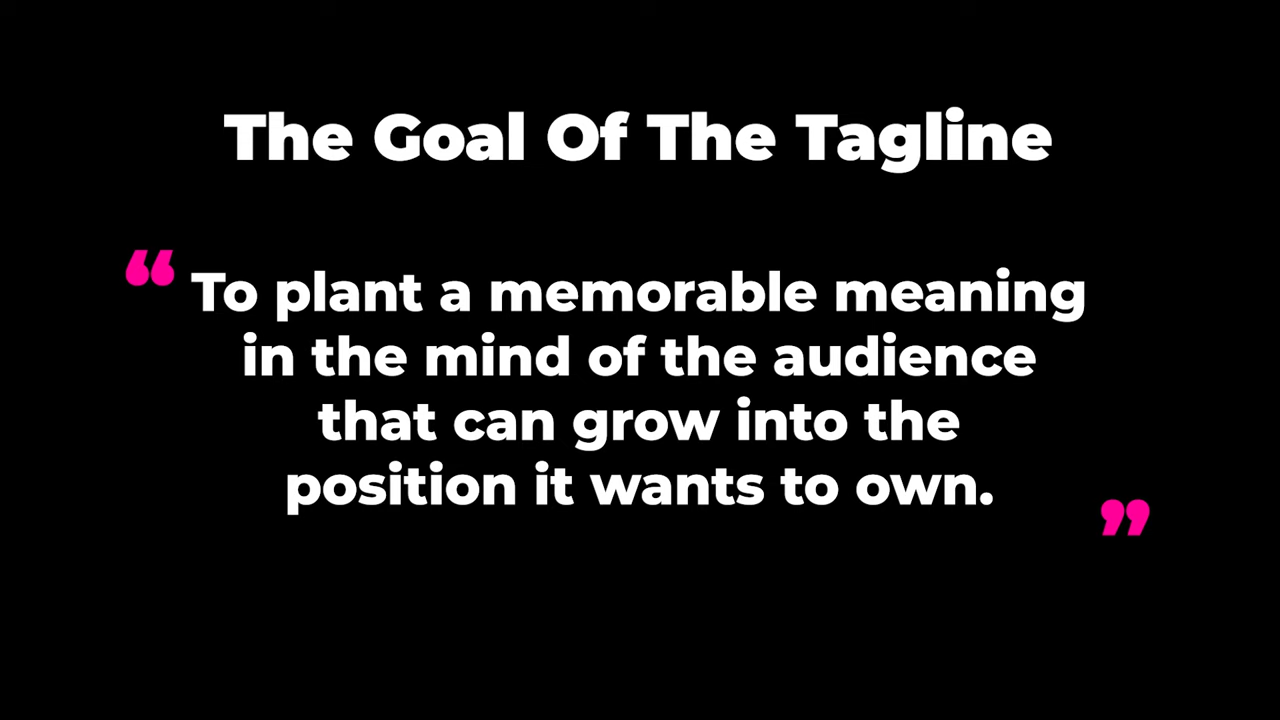 The Goal Of The Tagline
“ To plant a memorable meaning
in the mind of the audience
that can grow into the
position it wants to own. ”